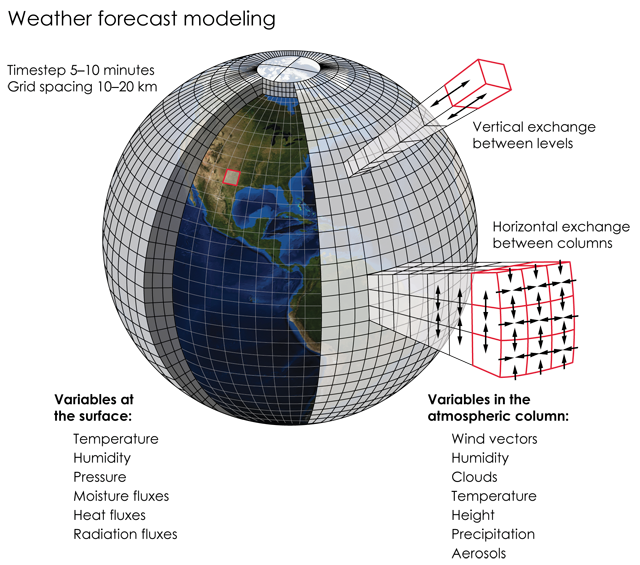 Weather forecast modeling
Timestep 5–10 minutes
Grid spacing 10–20 km
Vertical exchange
between levels
Horizontal exchange
between columns
Variables at
the surface:
Temperature
Humidity
Pressure
Moisture fluxes
Heat fluxes
Radiation fluxes
Variables in the
atmospheric column:
Wind vectors
Humidity
Clouds
Temperature
Height
Precipitation
Aerosols